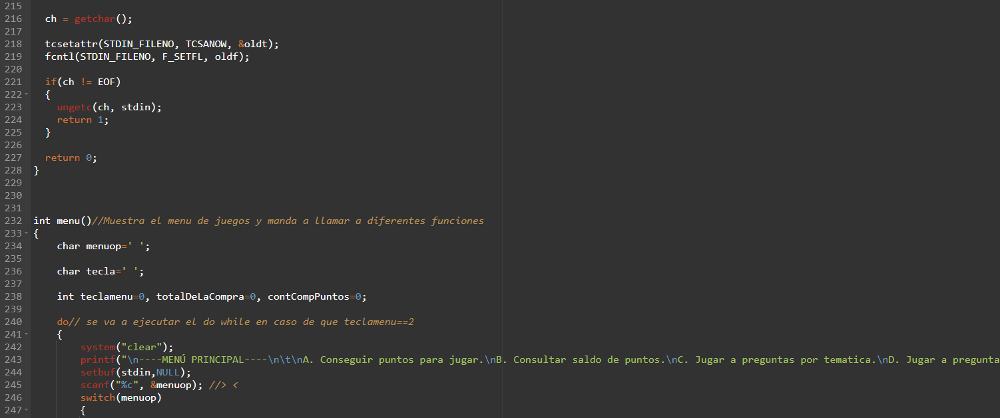 215
216 ch = getchar();
217
218 tcsetattr(STDIN_FILENO, TCSANOW, &oldt);
219 fcntl(STDIN_FILENO, F_SETFL, oldf);
220
221 if(ch != EOF)
222 {
223 ungetc(ch, stdin);
224 return 1;
225 }
226
227 return 0;
228 }
229
230
231
232 int menu()//Muestra el menu de juegos y manda a llamar a diferentes funciones
233 {
234 char menuop=' ';
235
236 char tecla=' ';
237
238 int teclamenu=0, totalDeLaCompra=0, contCompPuntos=0;
239
240 do// se va a ejecutar el do while en caso de que teclamenu==2
241 {
242 system("clear");
243 printf("\n----MENÚ PRINCIPAL----\n\t\nA. Conseguir puntos para jugar.\nB. Consultar saldo de puntos.\nC. Jugar a preguntas por tematica.\nD. Jugar a pregunta
244 setbuf(stdin,NULL);
245 scanf("%c", &menuop); //> <
246 switch(menuop)
247 {